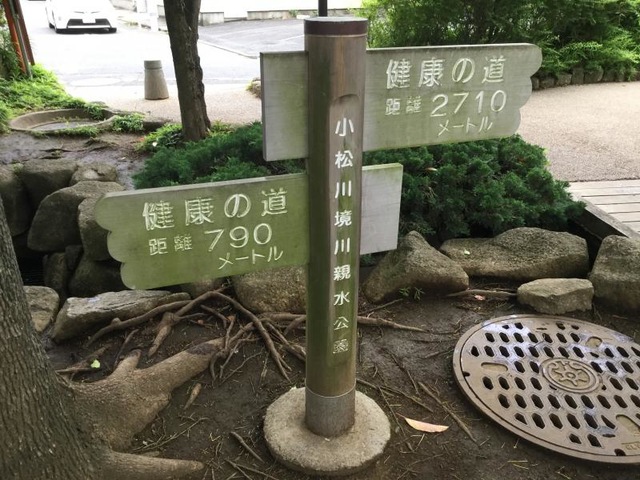 健康の道
距離 2710
メートル
小松川境川親水公園
健康の道
距離 790
メートル